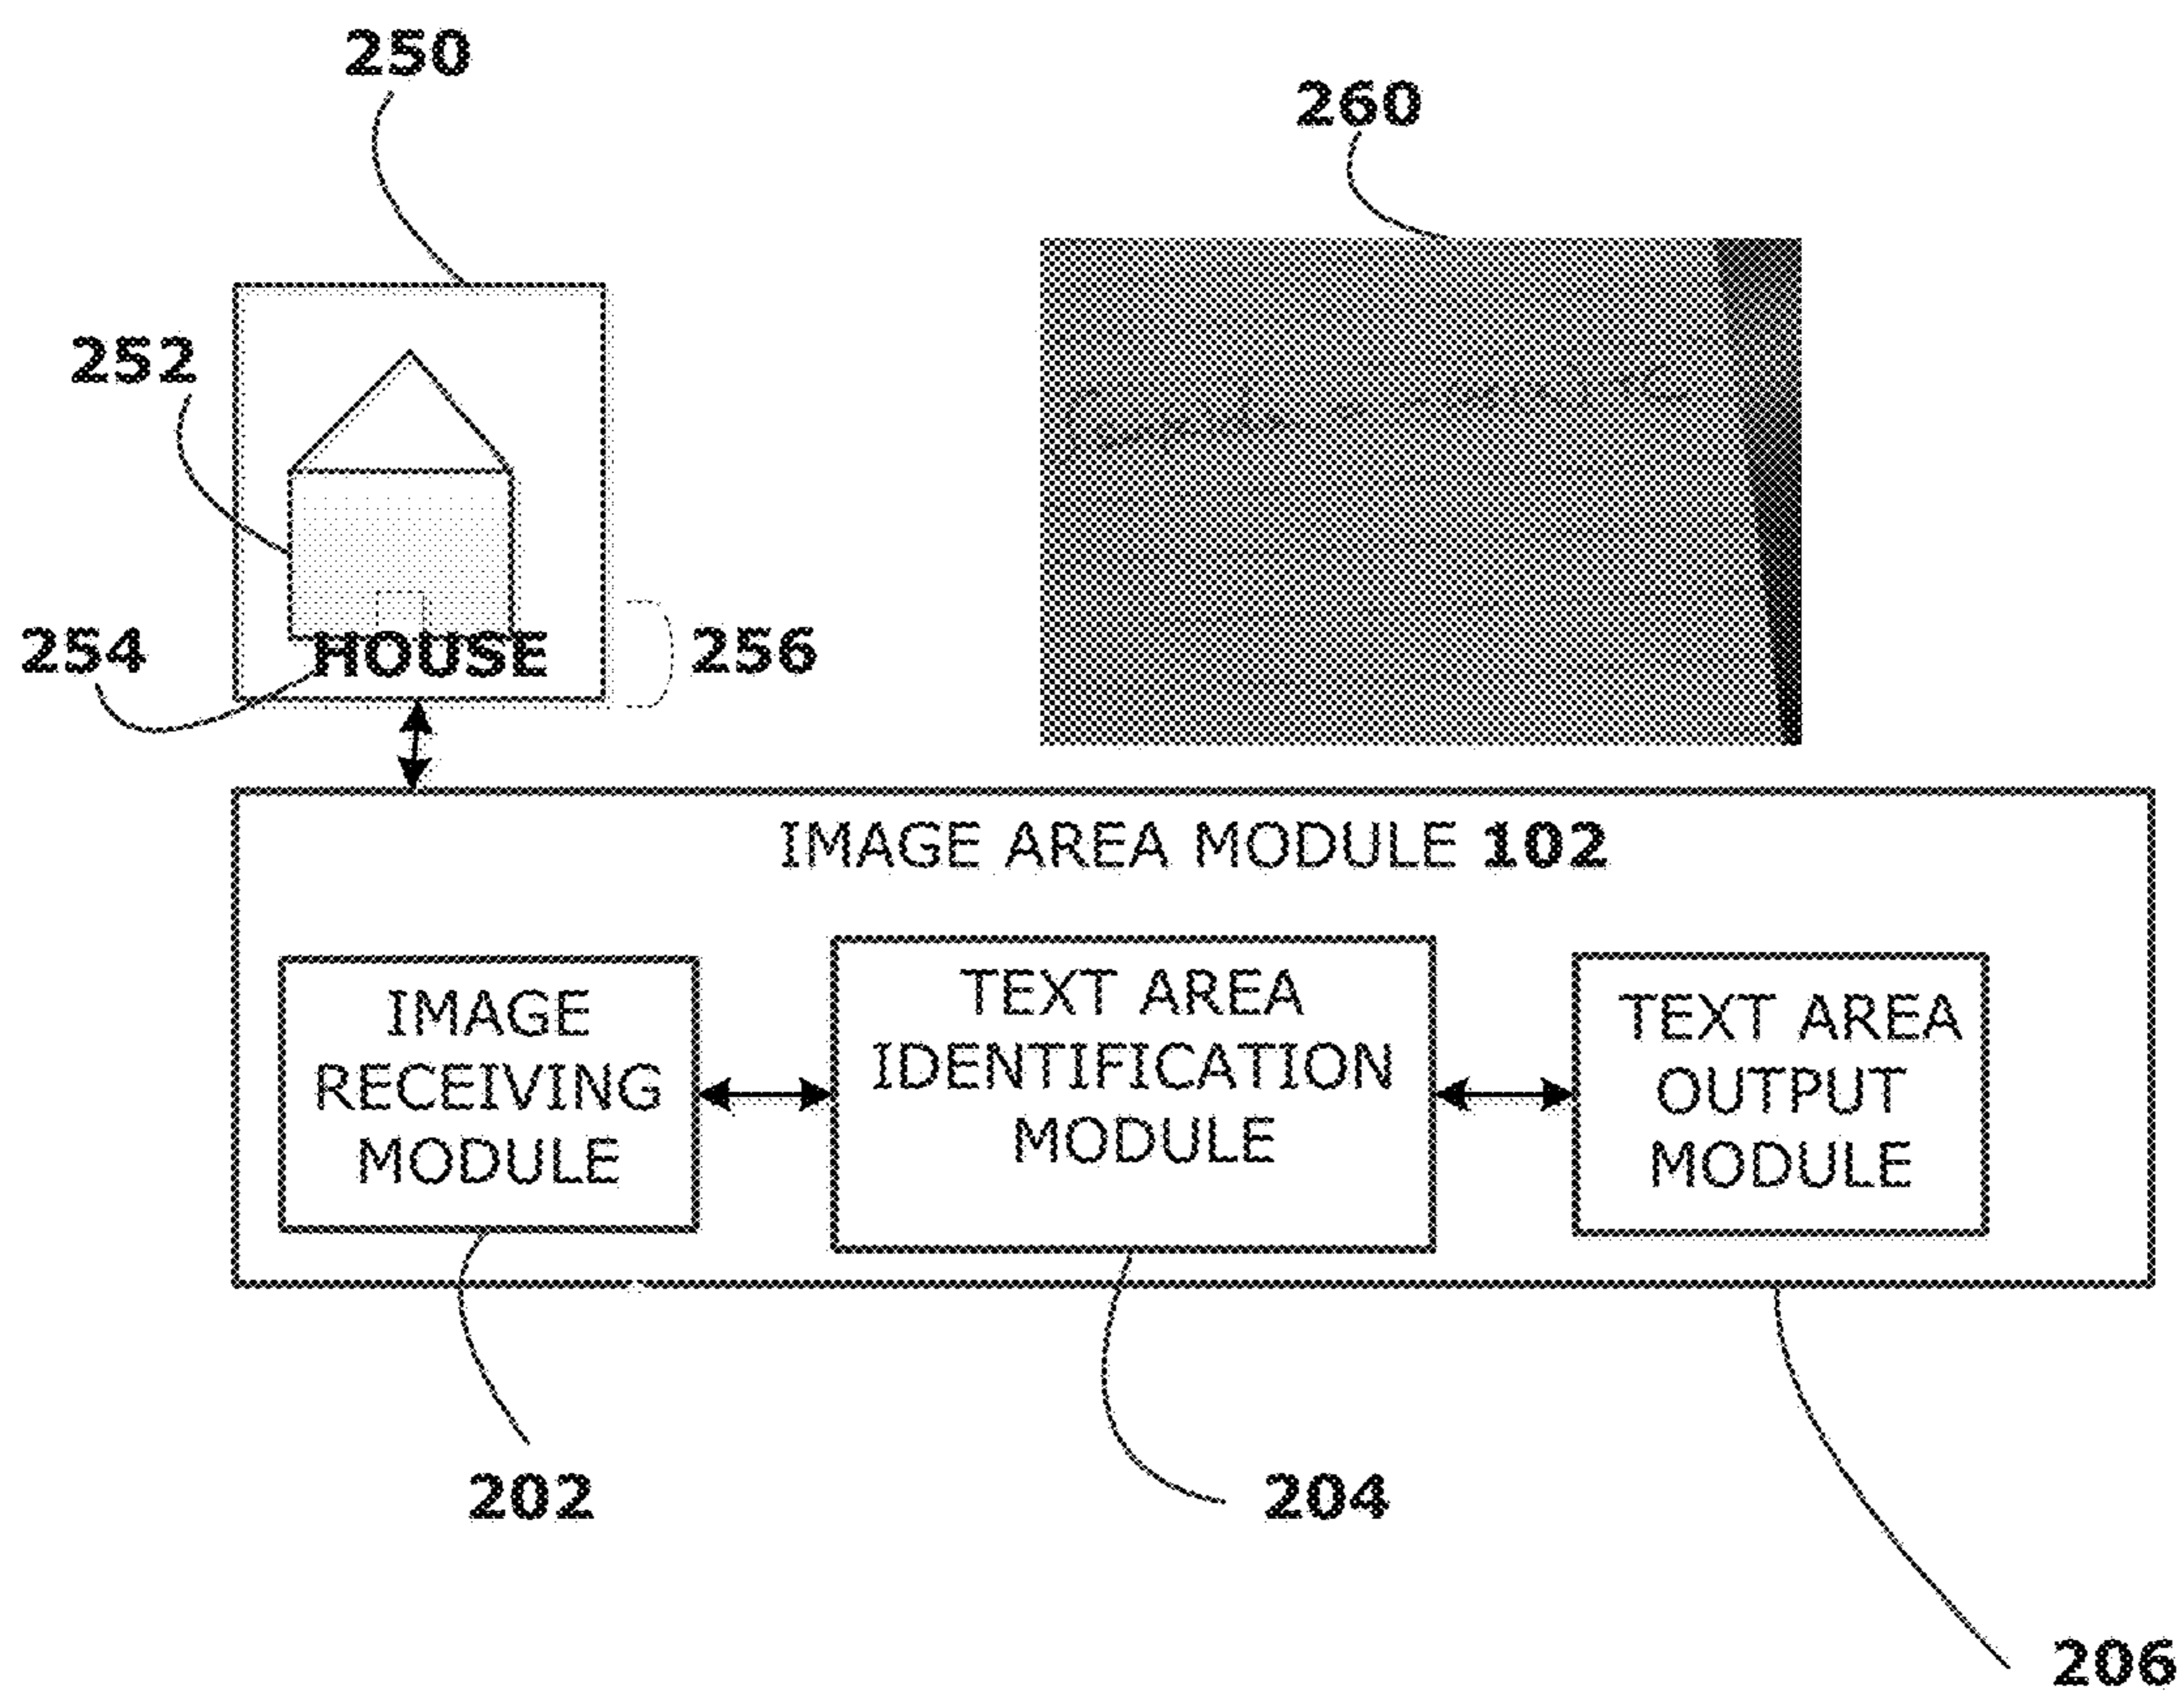 250
260
252
254
HOUSE
256
IMAGE AREA MODULE 102
IMAGE
RECEIVING
MODULE
TEXT AREA
IDENTIFICATION
MODULE
TEXT AREA
OUTPUT
MODULE
202
204
206